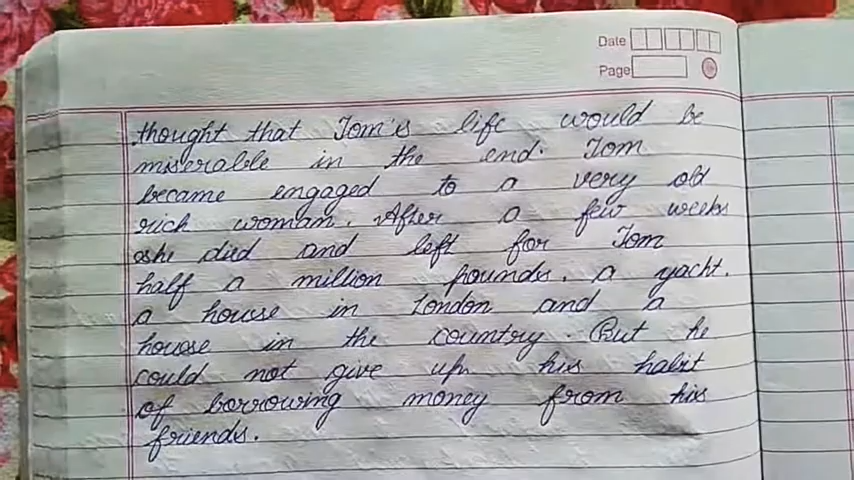 Date
Page
thought that Tom's life would be
miserable in the end. Tom
became engaged to a very old
rich woman. After a few weeks
she died and left for Tom
half a million pounds. a yacht.
a house in London and a
house in the country. But he
could not give up his habit
of borrowing money from his
friends.